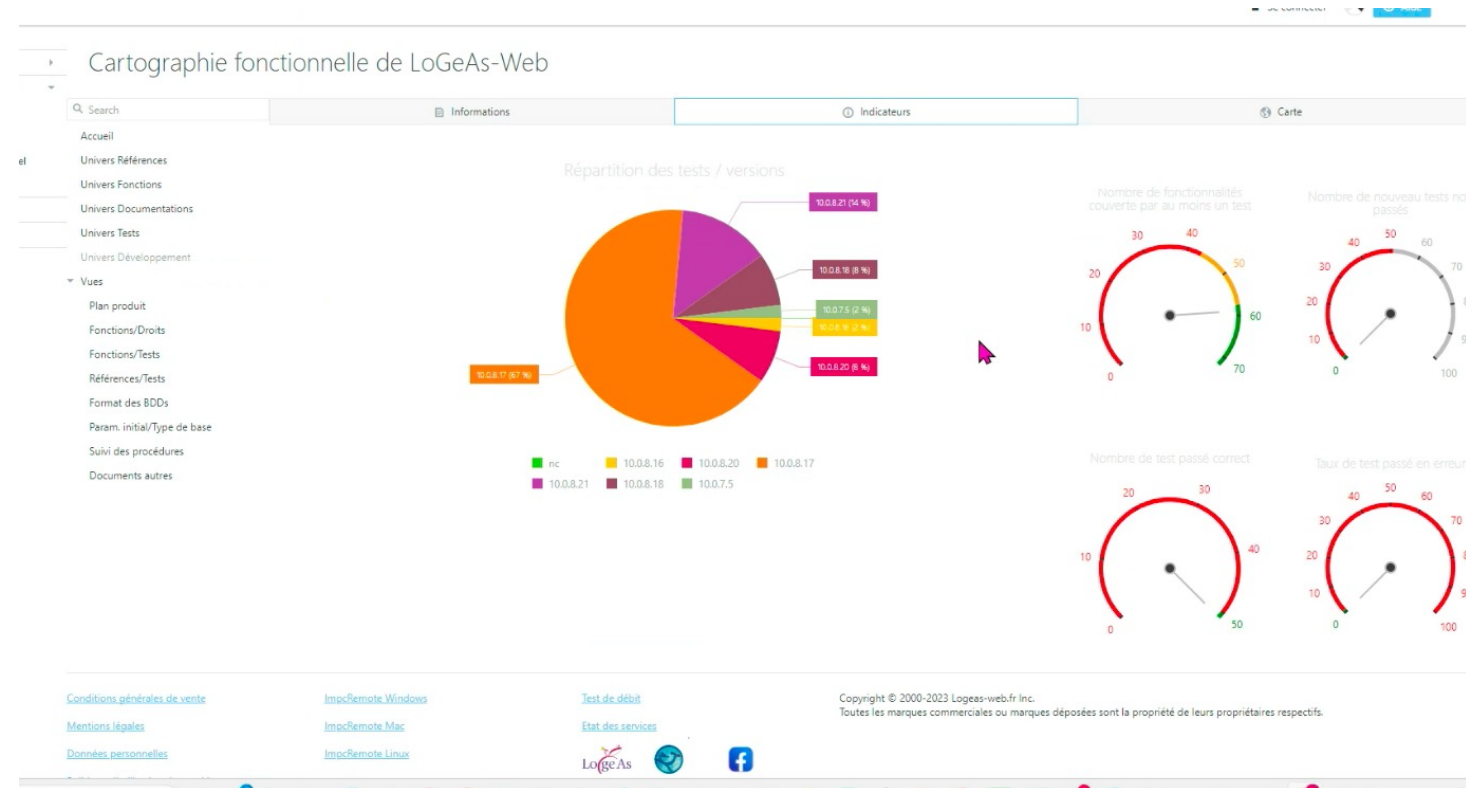 Se connecter
Cartographie fonctionnelle de LoGeAs-Web
Search
Informations
Indicateurs
Carte
Accueil
el
Univers Références
Univers Fonctions
Univers Documentations
Univers Tests
Univers Développement
Vues
Plan produit
Fonctions/Droits
Fonctions/Tests
Références/Tests
Format des BDDs
Param. initial/Type de base
Suivi des procédures
Documents autres
Répartition des tests / versions
10.0.8.21 (14 %)
10.0.8.18 (8 %)
10.0.7.5 (2 %)
10.0.8.16 (2 %)
10.0.8.20 (8 %)
10.0.8.17 (67 %)
nc
10.0.8.16
10.0.8.20
10.0.8.17
10.0.8.21
10.0.8.18
10.0.7.5
Nombre de fonctionnalités
couverte par au moins un test
0
10
20
30
40
50
60
70
Nombre de nouveau tests no
passés
0
10
20
30
40
50
60
70
8
9
100
Nombre de test passé correct
0
10
20
30
40
50
Taux de test passé en erreur
0
10
20
30
40
50
60
70
8
9
100
Conditions générales de vente
Mentions légales
Données personnelles
ImpcRemote Windows
ImpcRemote Mac
ImpcRemote Linux
Test de débit
Etat des services
LoGeAs
Copyright © 2000-2023 Logeas-web.fr Inc.
Toutes les marques commerciales ou marques déposées sont la propriété de leurs propriétaires respectifs.